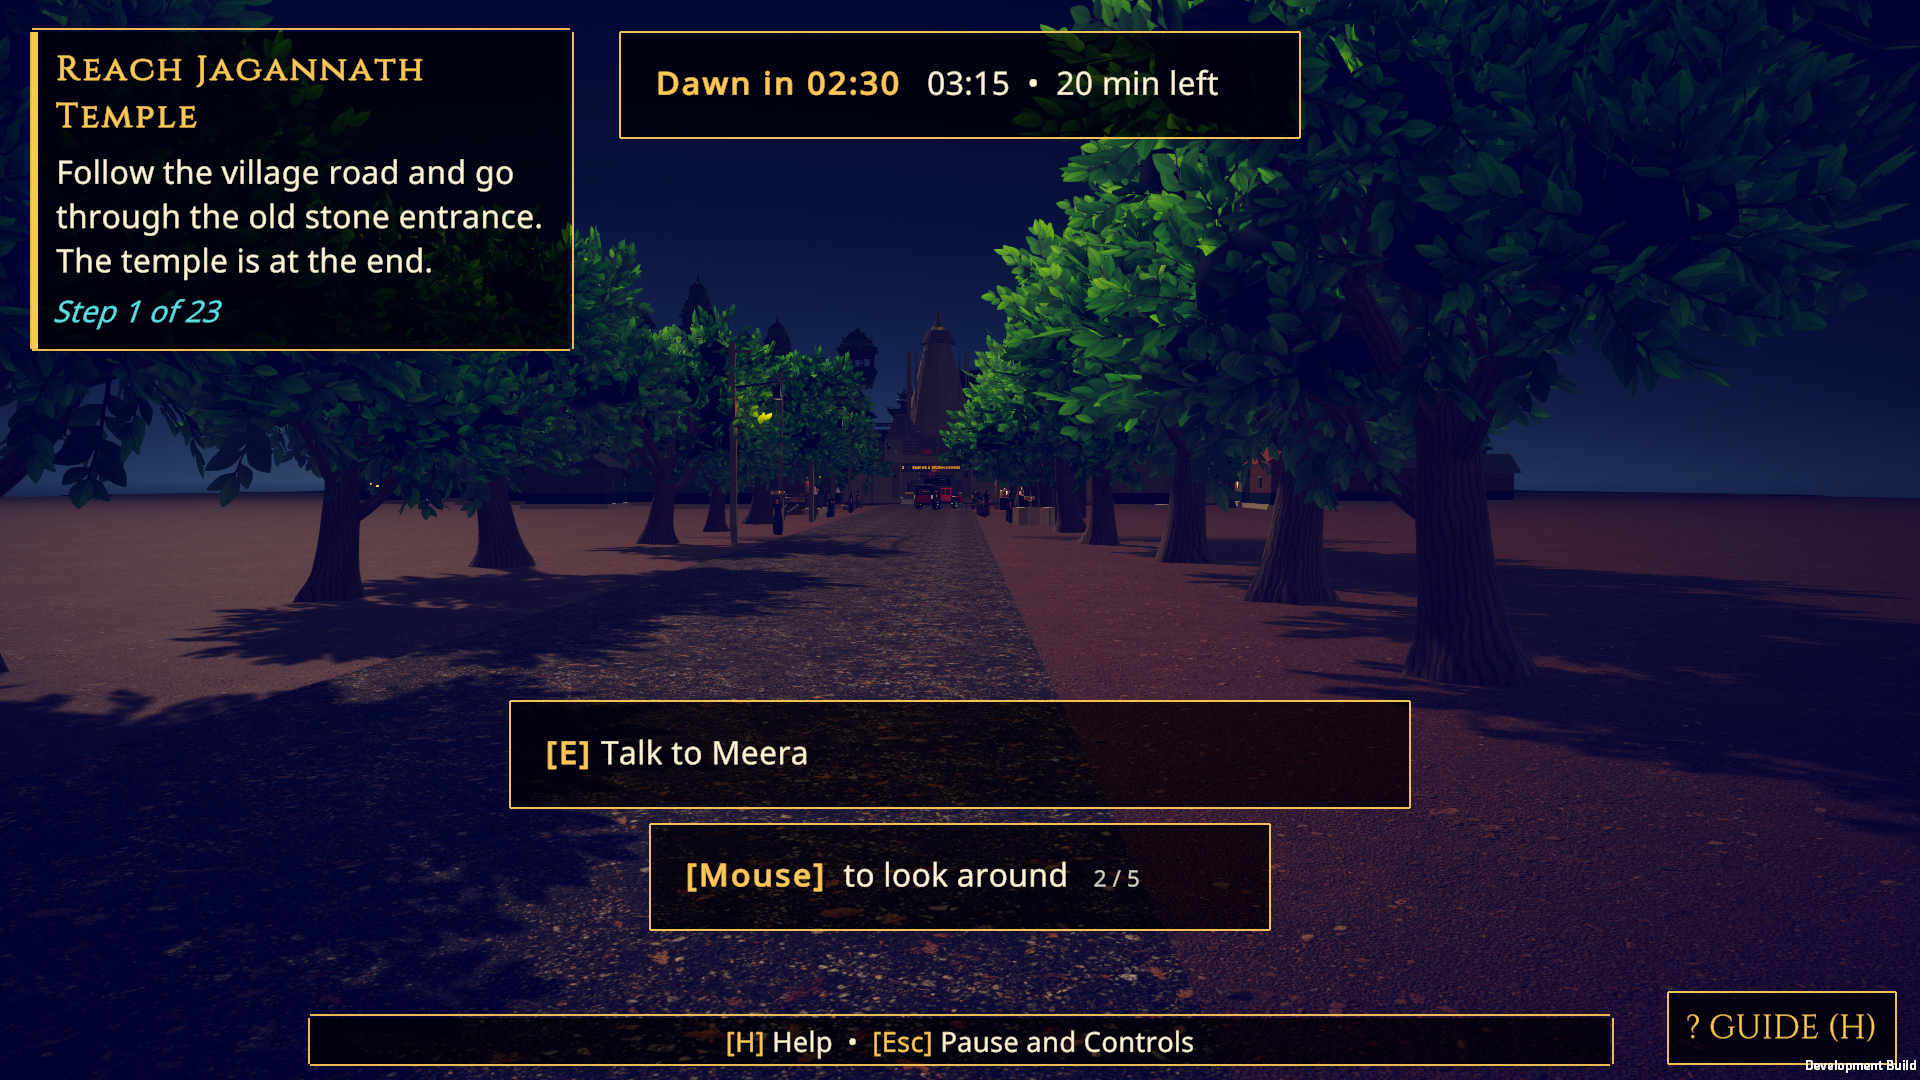 REACH JAGANNATH
TEMPLE
Follow the village road and go
through the old stone entrance.
The temple is at the end.
Step 1 of 23
Dawn in 02:30 03:15 • 20 min left
[E] Talk to Meera
[Mouse] to look around 2 / 5
[H] Help • [Esc] Pause and Controls
? GUIDE (H)
Development Build